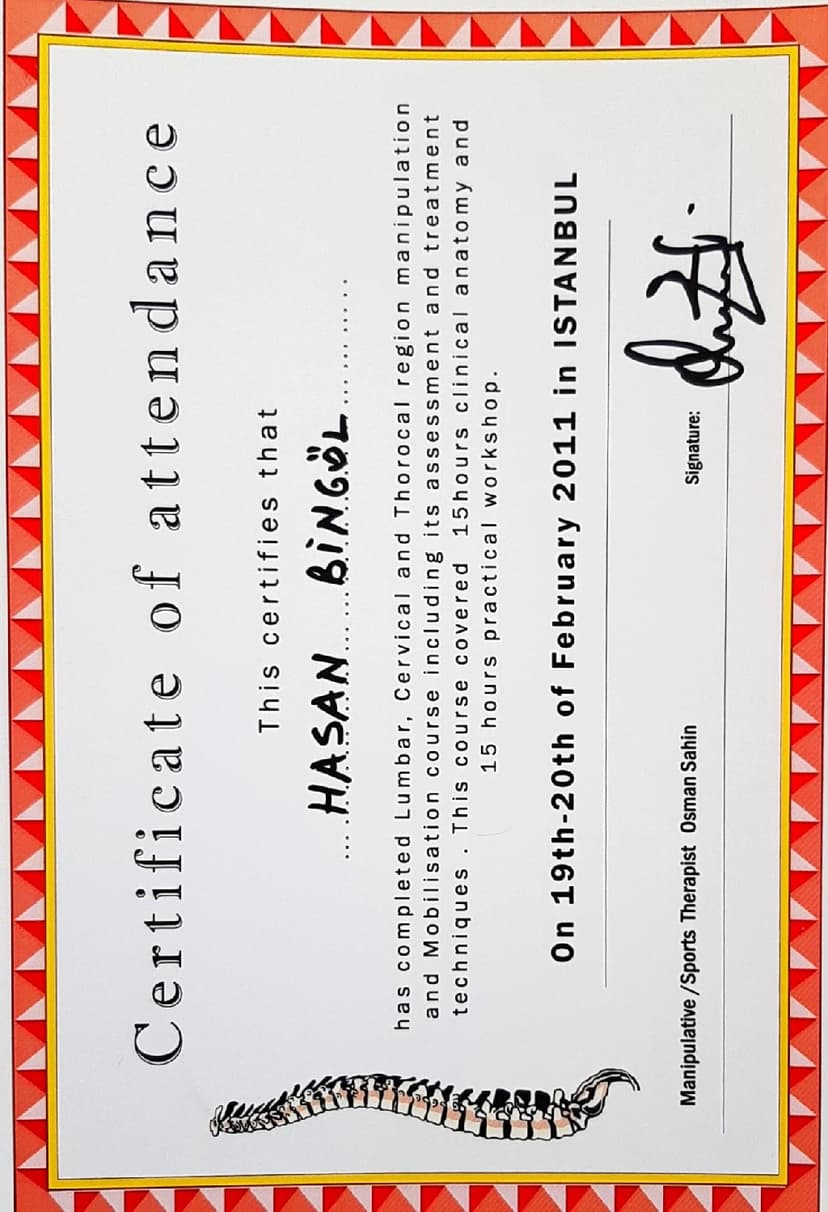 Certificate of attendance
This certifies that
HASAN BİNGÖL
has completed Lumbar, Cervical and Thorocal region manipulation
and Mobilisation course including its assessment and treatment
techniques . This course covered 15hours clinical anatomy and
15 hours practical workshop.
On 19th-20th of February 2011 in ISTANBUL
Manipulative /Sports Therapist Osman Sahin Signature: